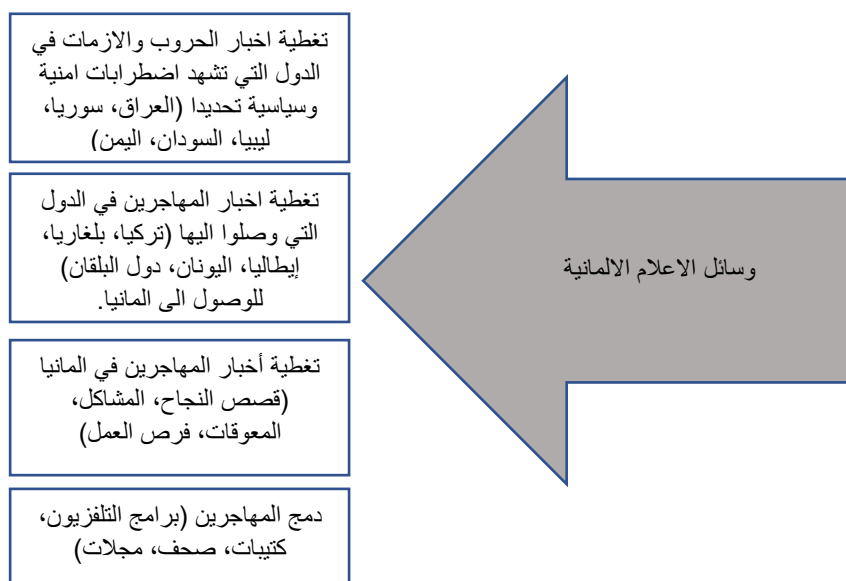 تغطية اخبار الحروب والازمات في
الدول التي تشهد اضطرابات امنية
وسياسية تحديدا (العراق، سوريا،
ليبيا، السودان، اليمن)
تغطية اخبار المهاجرين في الدول
التي وصلوا اليها (تركيا، بلغاريا،
إيطاليا، اليونان، دول البلقان)
للوصول الى المانيا.
تغطية أخبار المهاجرين في المانيا
(قصص النجاح، المشاكل،
المعوقات، فرص العمل)
دمج المهاجرين (برامج التلفزيون،
كتيبات، صحف، مجلات)
وسائل الاعلام الالمانية